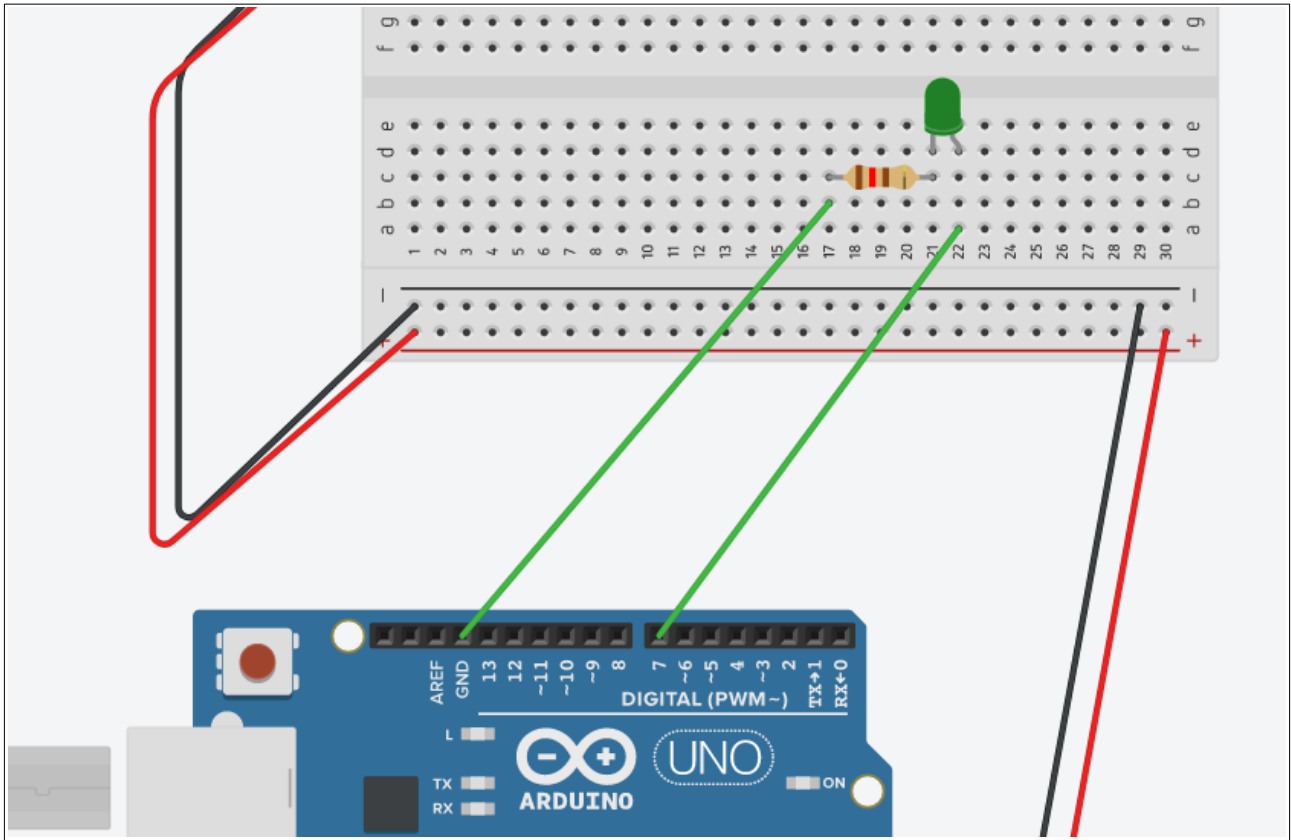 g g
f f
e e
d d
c c
b b
a a
1 2 3 4 5 6 7 8 9 10 11 12 13 14 15 16 17 18 19 20 21 22 23 24 25 26 27 28 29 30
− −
+ +
AREF GND 13 12 ~11 ~10 ~9 8 7 ~6 ~5 4 ~3 2 TX→1 RX←0
DIGITAL (PWM~)
L
UNO
TX ON
RX
ARDUINO